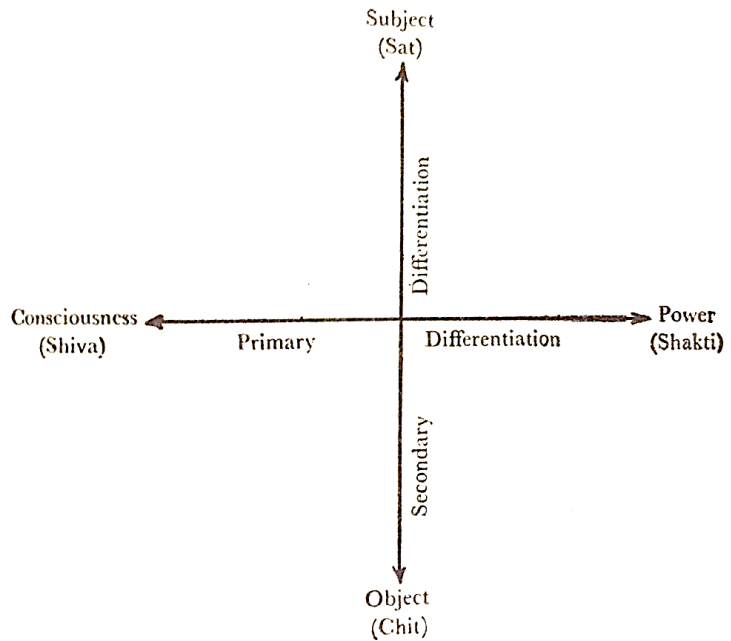 Subject
(Sat)
Differentiation
Consciousness
(Shiva)
Primary
Differentiation
Power
(Shakti)
Secondary
Object
(Chit)